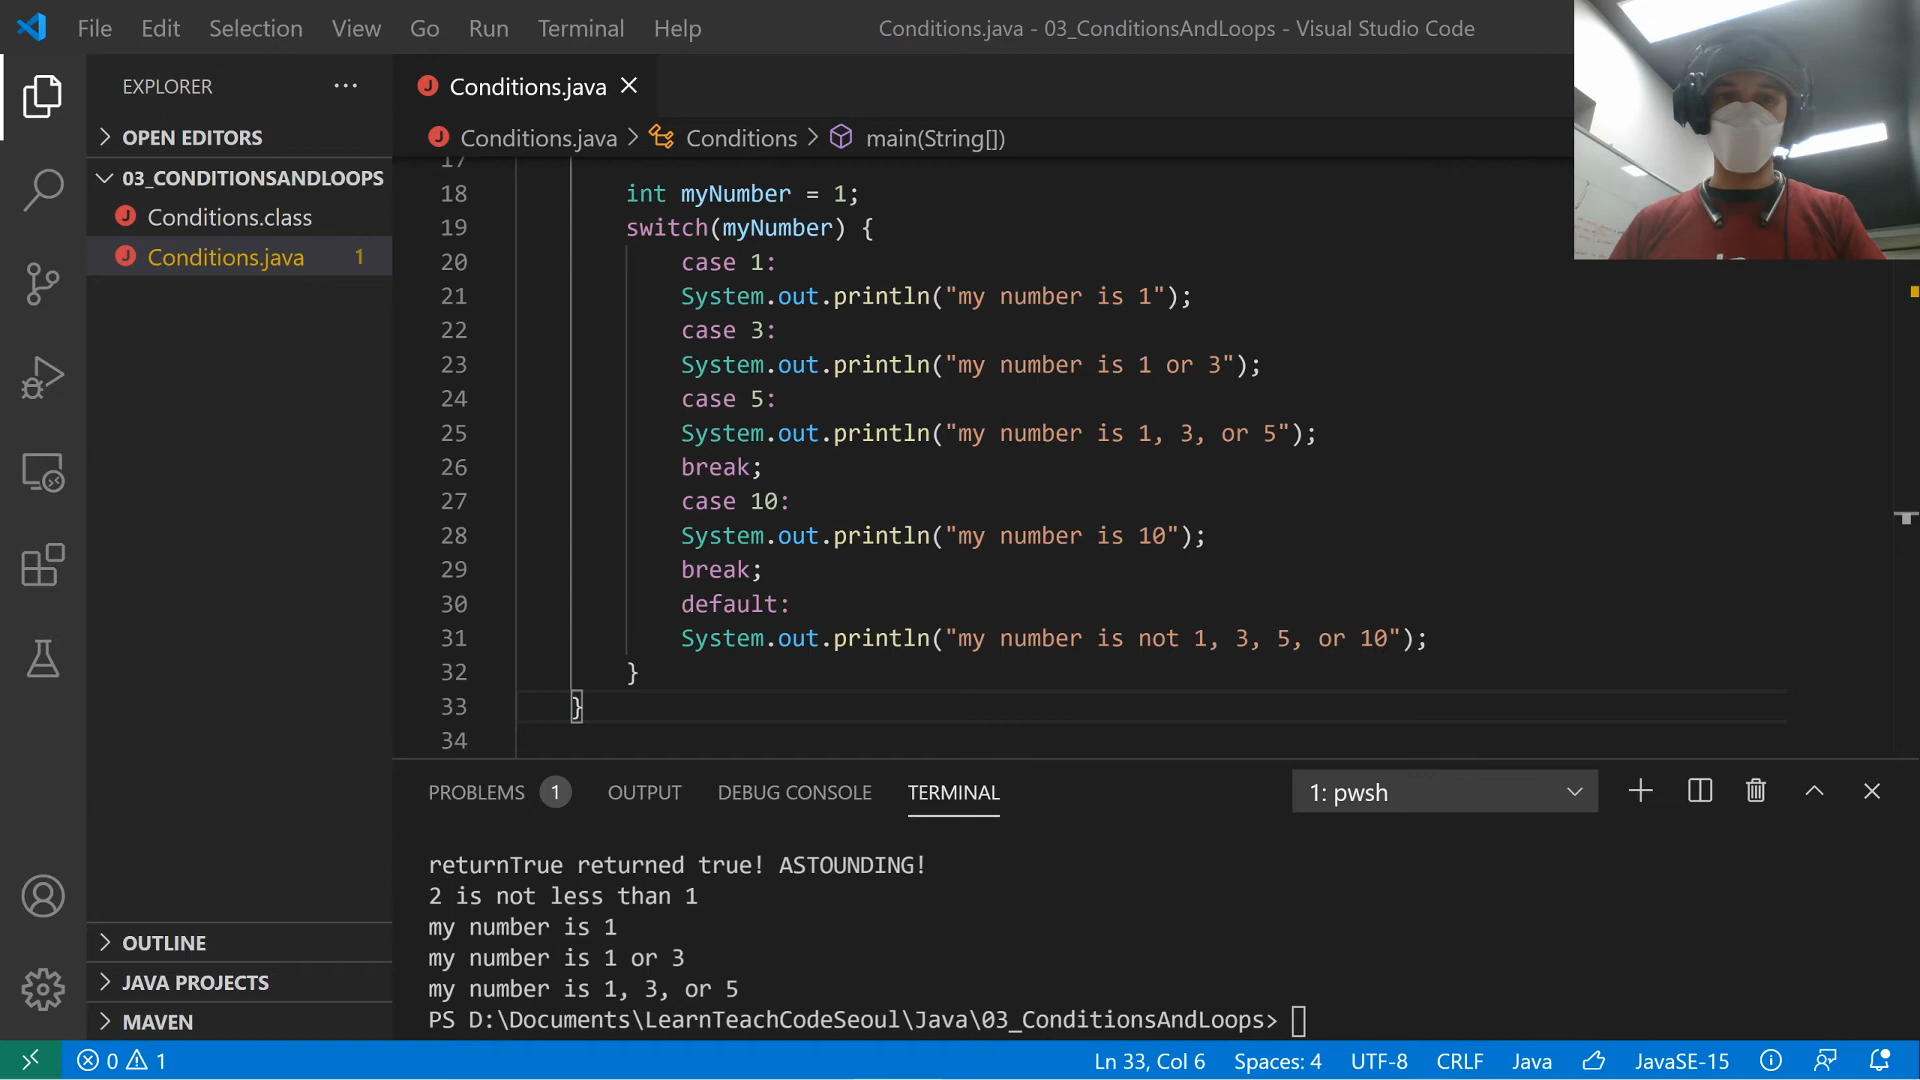 File Edit Selection View Go Run Terminal Help
Conditions.java - 03_ConditionsAndLoops - Visual Studio Code
EXPLORER
OPEN EDITORS
03_CONDITIONSANDLOOPS
Conditions.class
Conditions.java 1
OUTLINE
JAVA PROJECTS
MAVEN
Conditions.java
Conditions.java > Conditions > main(String[])
17
18 int myNumber = 1;
19 switch(myNumber) {
20 case 1:
21 System.out.println("my number is 1");
22 case 3:
23 System.out.println("my number is 1 or 3");
24 case 5:
25 System.out.println("my number is 1, 3, or 5");
26 break;
27 case 10:
28 System.out.println("my number is 10");
29 break;
30 default:
31 System.out.println("my number is not 1, 3, 5, or 10");
32 }
33 }
34
PROBLEMS 1 OUTPUT DEBUG CONSOLE TERMINAL 1: pwsh
returnTrue returned true! ASTOUNDING!
2 is not less than 1
my number is 1
my number is 1 or 3
my number is 1, 3, or 5
PS D:\Documents\LearnTeachCodeSeoul\Java\03_ConditionsAndLoops>
0 1 Ln 33, Col 6 Spaces: 4 UTF-8 CRLF Java JavaSE-15